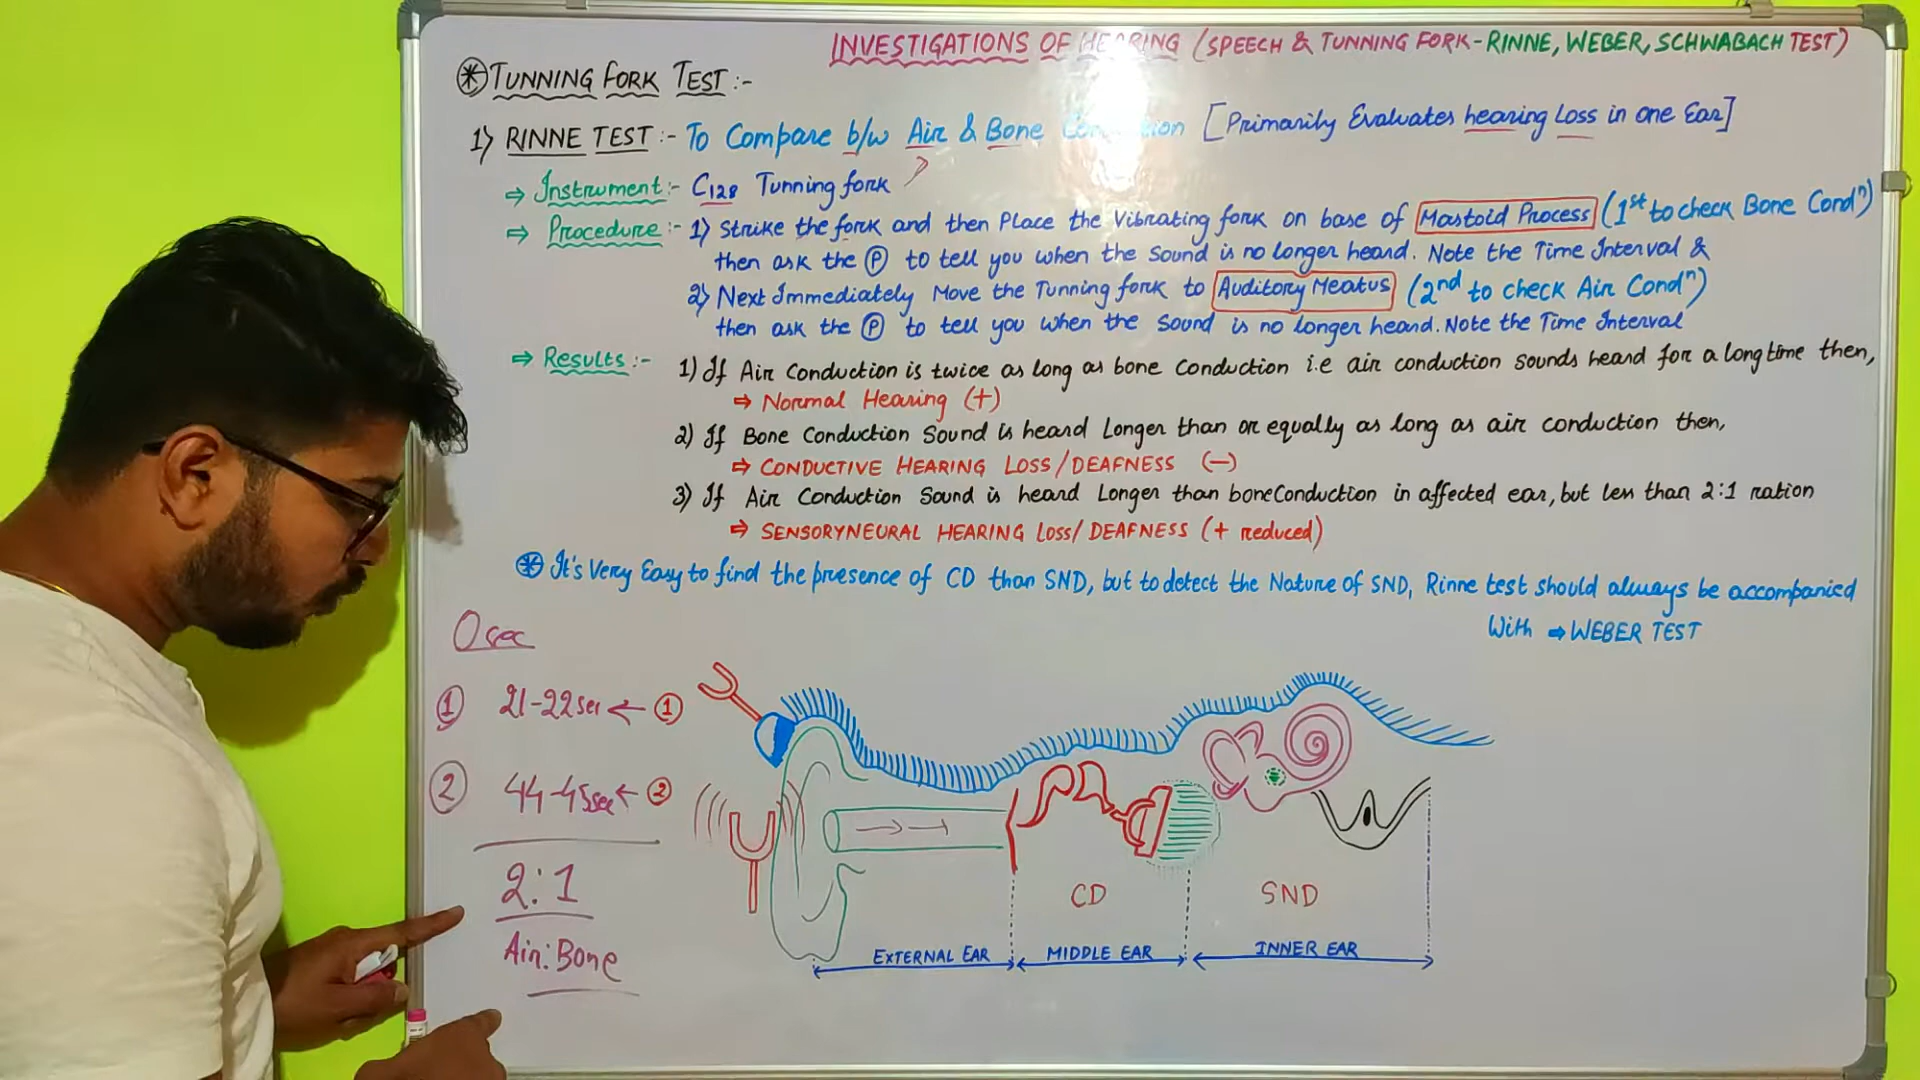 INVESTIGATIONS OF HEARING (SPEECH & TUNNING FORK - RINNE, WEBER, SCHWABACH TEST)
* TUNNING FORK TEST :-
1) RINNE TEST :- To Compare b/w Air & Bone [Primarily Evaluates hearing Loss in one Ear]
⇒ Instrument :- C128 Tunning fork
⇒ Procedure :- 1) Strike the fork and then Place the Vibrating fork on base of Mastoid Process (1st to check Bone Condn)
then ask the P to tell you when the Sound is no longer heard. Note the Time Interval &
2) Next Immediately Move the Tunning fork to Auditory Meatus (2nd to check Air Condn)
then ask the P to tell you when the Sound is no longer heard. Note the Time Interval
⇒ Results :- 1) If Air Conduction is twice as long as bone Conduction i.e air conduction sounds heard for a long time then,
⇒ Normal Hearing (+)
2) If Bone Conduction Sound is heard Longer than or equally as long as air conduction then,
⇒ CONDUCTIVE HEARING LOSS/DEAFNESS (-)
3) If Air Conduction Sound is heard Longer than bone Conduction in affected ear, but less than 2:1 ration
⇒ SENSORYNEURAL HEARING LOSS/DEAFNESS (+ reduced)
* It's Very Easy to find the presence of CD than SND, but to detect the Nature of SND, Rinne test should always be accompanied
With ⇒ WEBER TEST
0 sec
1 21-22 sec ← 1
2 44-45 sec ← 2
2:1
Air: Bone
CD
SND
EXTERNAL EAR
MIDDLE EAR
INNER EAR